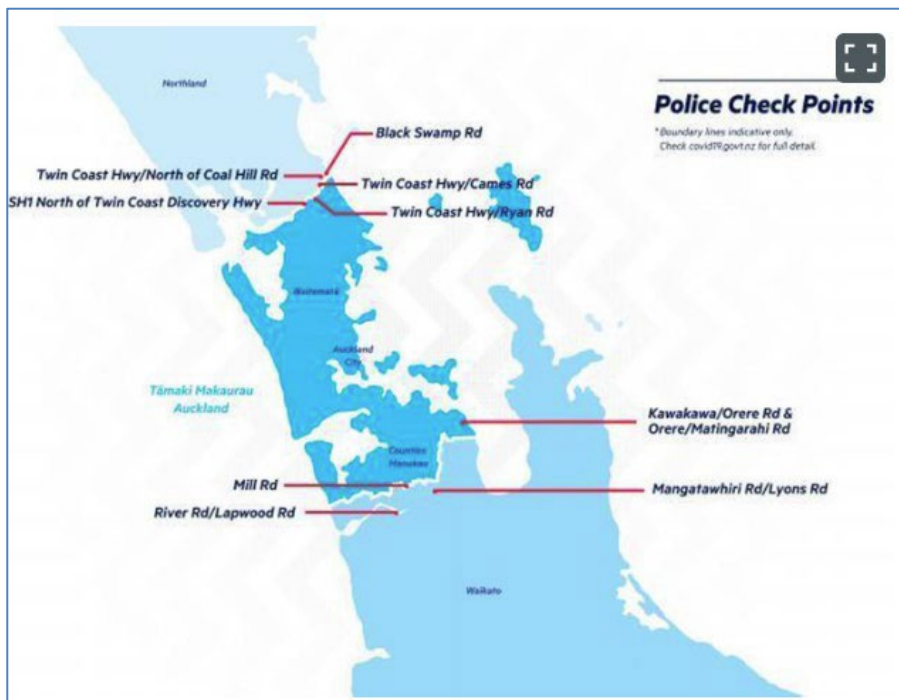 Northland
Police Check Points
* Boundary lines indicative only.
Check covid19.govt.nz for full detail.
Black Swamp Rd
Twin Coast Hwy/North of Coal Hill Rd
Twin Coast Hwy/Cames Rd
SH1 North of Twin Coast Discovery Hwy
Twin Coast Hwy/Ryan Rd
Waitematā
Auckland
City
Tāmaki Makaurau
Auckland
Kawakawa/Orere Rd &
Orere/Matingarahi Rd
Counties
Manukau
Mill Rd
Mangatawhiri Rd/Lyons Rd
River Rd/Lapwood Rd
Waikato